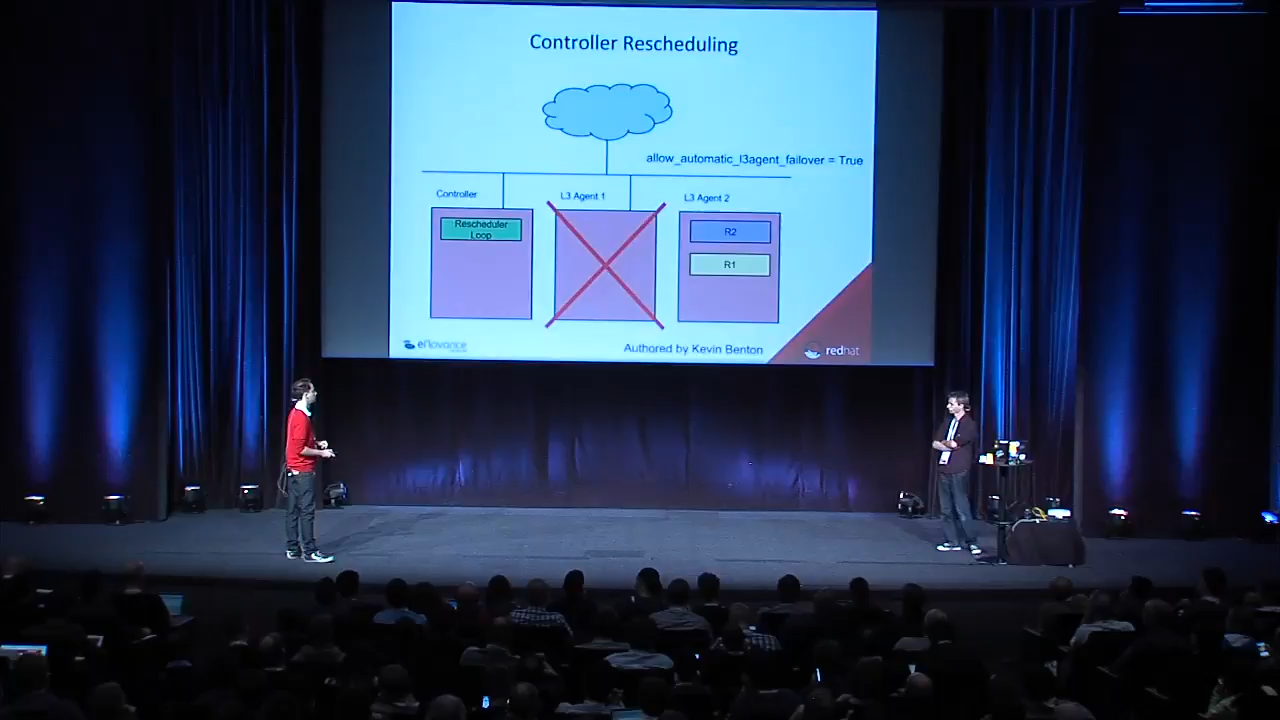 Controller Rescheduling
allow_automatic_l3agent_failover = True
Controller
L3 Agent 1
L3 Agent 2
Rescheduler
Loop
R2
R1
eNovance
Authored by Kevin Benton
redhat